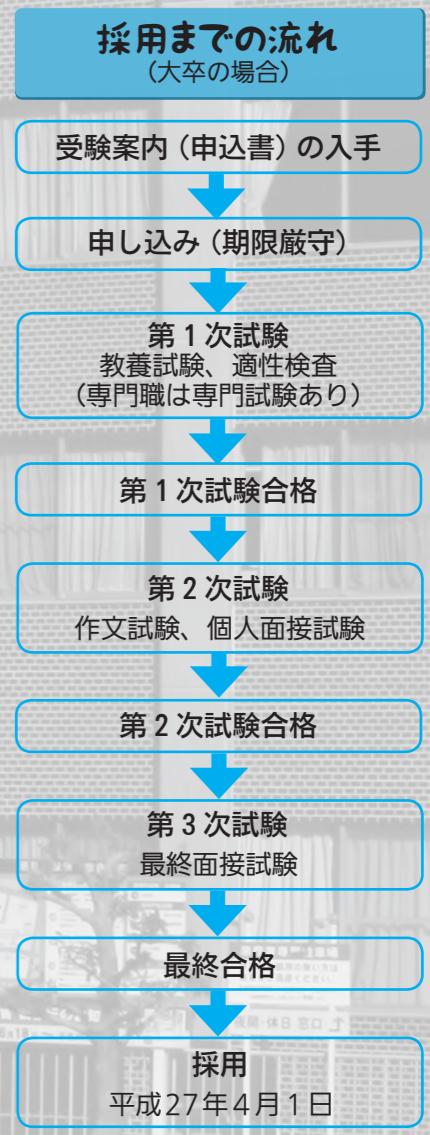 採用までの流れ
（大卒の場合）
受験案内（申込書）の入手
申し込み（期限厳守）
第１次試験
教養試験、適性検査
（専門職は専門試験あり）
第１次試験合格
第２次試験
作文試験、個人面接試験
第２次試験合格
第３次試験
最終面接試験
最終合格
採用
平成27年４月１日